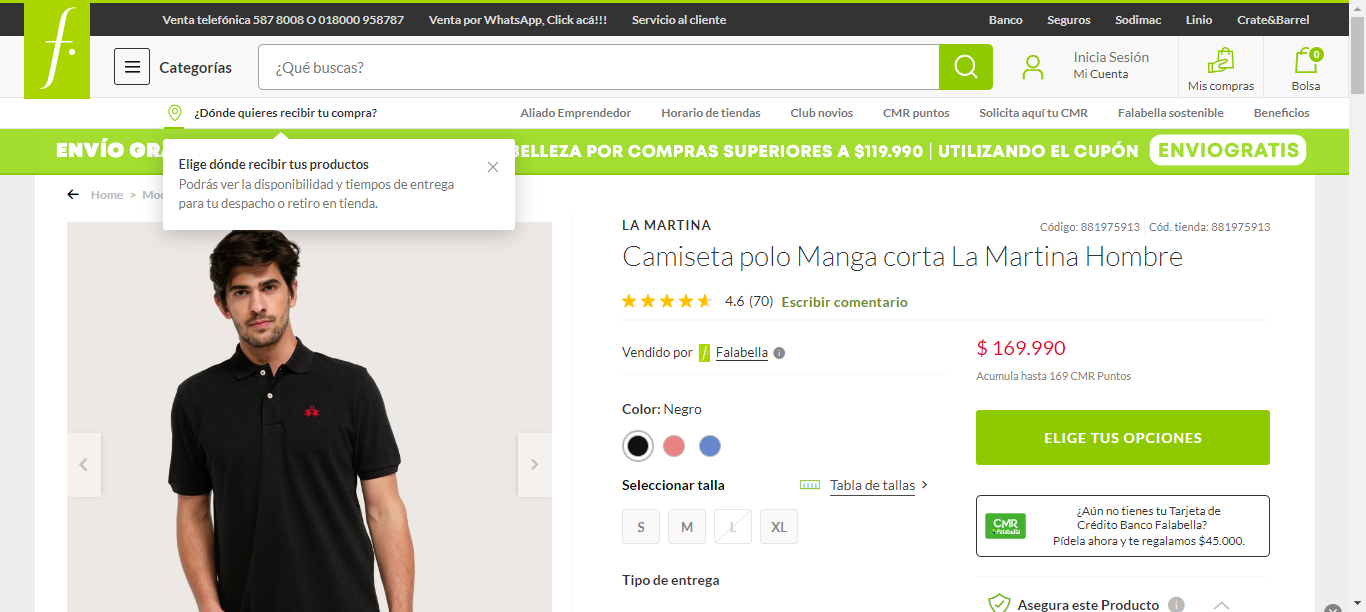 Venta telefónica 587 8008 O 018000 958787
Venta por WhatsApp, Click acá!!!
Servicio al cliente
Banco
Seguros
Sodimac
Linio
Crate&Barrel
f.
Categorías
¿Qué buscas?
Inicia Sesión
Mi Cuenta
Mis compras
0
Bolsa
¿Dónde quieres recibir tu compra?
Aliado Emprendedor
Horario de tiendas
Club novios
CMR puntos
Solicita aquí tu CMR
Falabella sostenible
Beneficios
ENVÍO BELLEZA POR COMPRAS SUPERIORES A $119.990 | UTILIZANDO EL CUPÓN ENVIOGRATIS
Elige dónde recibir tus productos
Podrás ver la disponibilidad y tiempos de entrega
para tu despacho o retiro en tienda.
Home >
LA MARTINA
Código: 881975913
Cód. tienda: 881975913
Camiseta polo Manga corta La Martina Hombre
4.6 (70) Escribir comentario
Vendido por f Falabella
$ 169.990
Acumula hasta 169 CMR Puntos
Color: Negro
ELIGE TUS OPCIONES
Seleccionar talla
Tabla de tallas >
S
M
L
XL
CMR
Falabella
¿Aún no tienes tu Tarjeta de
Crédito Banco Falabella?
Pídela ahora y te regalamos $45.000.
Tipo de entrega
Asegura este Producto